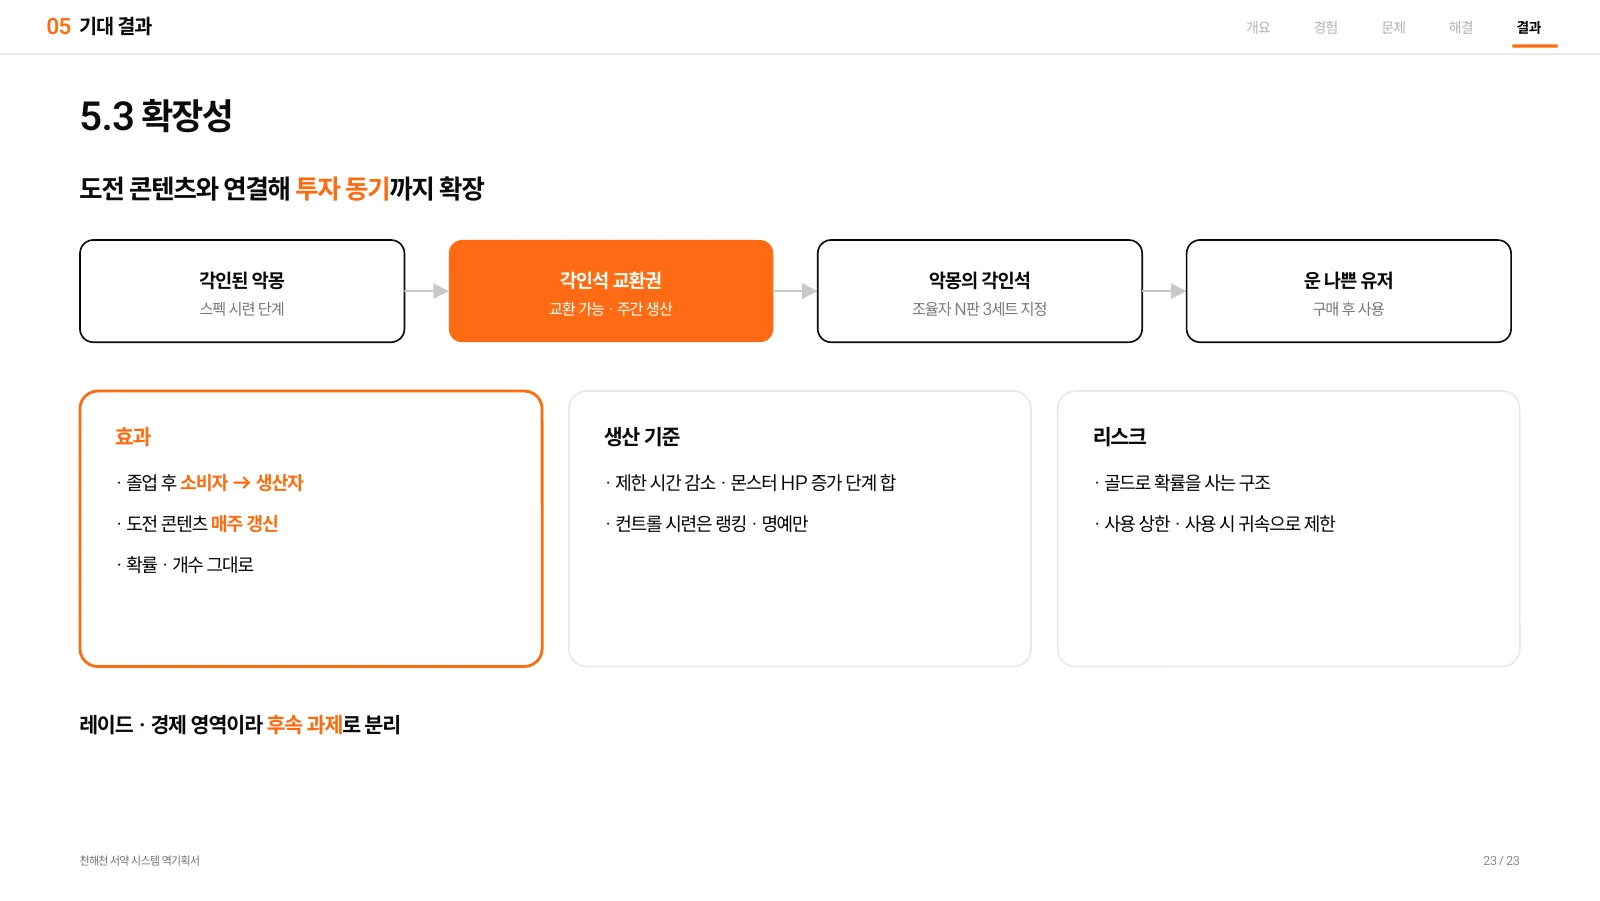 05 기대 결과
개요 경험 문제 해결 결과
5.3 확장성
도전 콘텐츠와 연결해 투자 동기까지 확장
각인된 악몽
스펙 시련 단계
각인석 교환권
교환 가능 · 주간 생산
악몽의 각인석
조율자 N판 3세트 지정
운 나쁜 유저
구매 후 사용
효과
· 졸업 후 소비자 → 생산자
· 도전 콘텐츠 매주 갱신
· 확률 · 개수 그대로
생산 기준
· 제한 시간 감소 · 몬스터 HP 증가 단계 합
· 컨트롤 시련은 랭킹 · 명예만
리스크
· 골드로 확률을 사는 구조
· 사용 상한 · 사용 시 귀속으로 제한
레이드 · 경제 영역이라 후속 과제로 분리
천해천 서약 시스템 역기획서
23 / 23